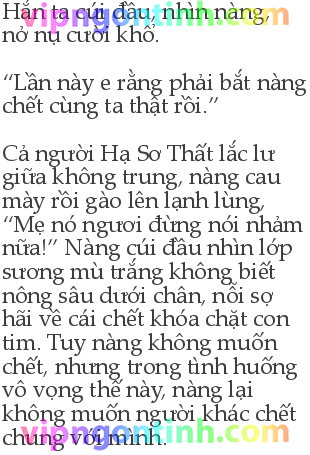 Hắn ta cúi đầu, nhìn nàng,
nở nụ cười khổ.
“Lần này e rằng phải bắt nàng
chết cùng ta thật rồi.”
Cả người Hạ Sơ Thất lắc lư
giữa không trung, nàng cau
mày rồi gào lên lạnh lùng,
“Mẹ nó ngươi đừng nói nhảm
nữa!” Nàng cúi đầu nhìn lớp
sương mù trắng không biết
nông sâu dưới chân, nỗi sợ
hãi về cái chết khóa chặt con
tim. Tuy nàng không muốn
chết, nhưng trong tình huống
vô vọng thế này, nàng lại
không muốn người khác chết
chung với mình.
vipngontinh.com
vipngontinh.com